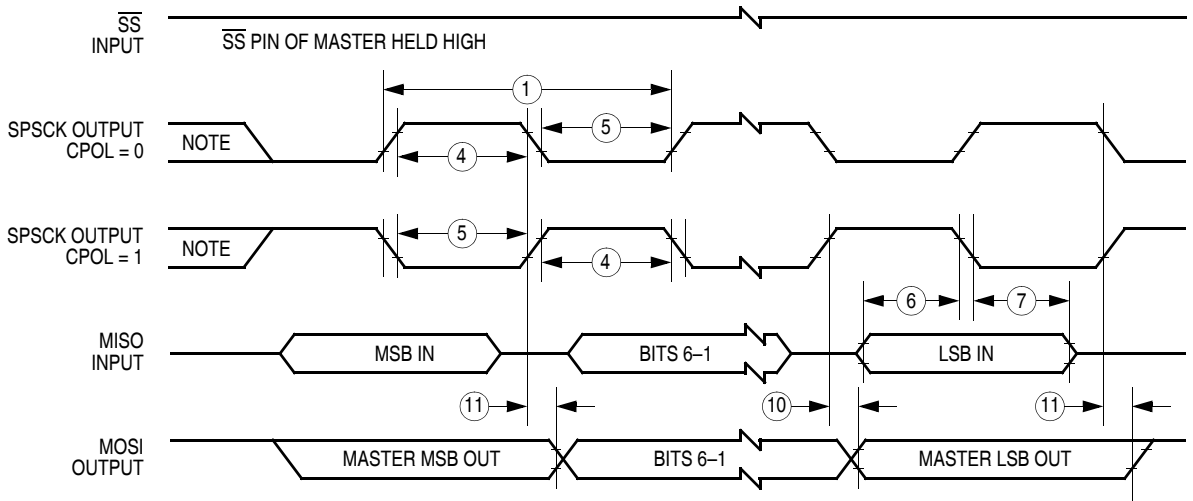 SS
INPUT
SS PIN OF MASTER HELD HIGH
1
SPSCK OUTPUT
CPOL = 0
NOTE
5
4
SPSCK OUTPUT
CPOL = 1
NOTE
5
4
6
7
MISO
INPUT
MSB IN
BITS 6–1
LSB IN
11
10
11
MOSI
OUTPUT
MASTER MSB OUT
BITS 6–1
MASTER LSB OUT